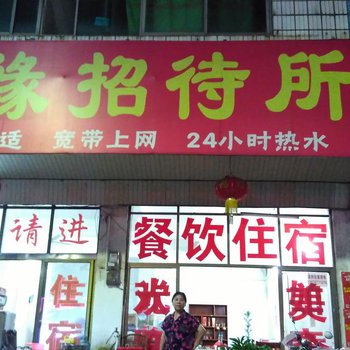 缘招待所
适 宽带上网 24小时热水
请进
餐饮住宿
住宿